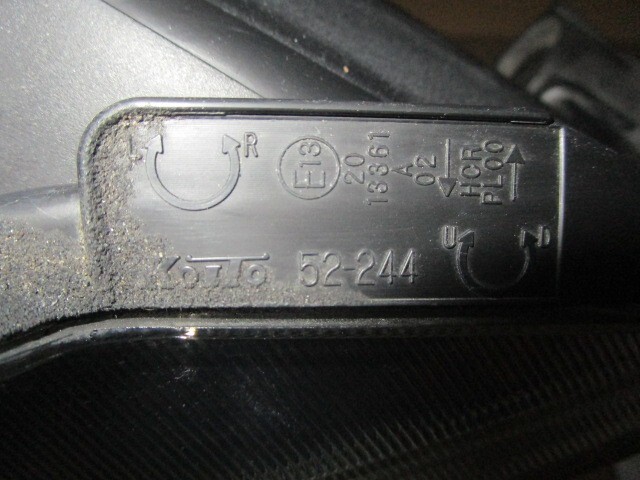 L R
E13
20
13361
A
02
HCR
PL00
U D
KOITO 52-244